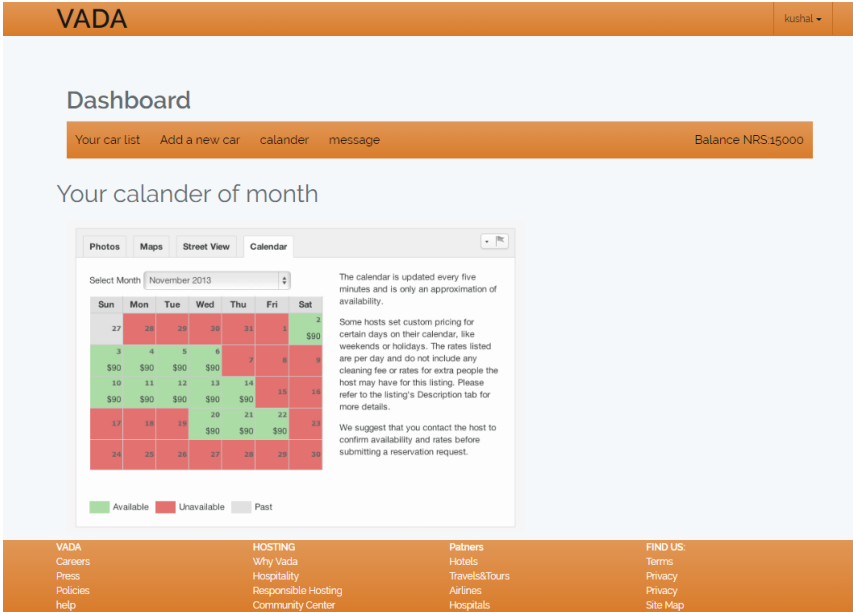 VADA
kushal
Dashboard
Your car list Add a new car calander message Balance NRS:15000
Your calander of month
Photos Maps Street View Calendar
Select Month November 2013
The calendar is updated every five
minutes and is only an approximation of
availability.
Some hosts set custom pricing for
certain days on their calendar, like
weekends or holidays. The rates listed
are per day and do not include any
cleaning fee or rates for extra people the
host may have for this listing. Please
refer to the listing's Description tab for
more details.
We suggest that you contact the host to
confirm availability and rates before
submitting a reservation request.
Sun Mon Tue Wed Thu Fri Sat
27 28 29 30 31 1 2
$90
3 4 5 6 7 8 9
$90 $90 $90 $90
10 11 12 13 14 15 16
$90 $90 $90 $90 $90
17 18 19 20 21 22 23
$90 $90 $90
24 25 26 27 28 29 30
Available Unavailable Past
VADA HOSTING Patners FIND US:
Careers Why Vada Hotels Terms
Press Hospitality Travels&Tours Privacy
Policies Responsible Hosting Airlines Privacy
help Community Center Hospitals Site Map